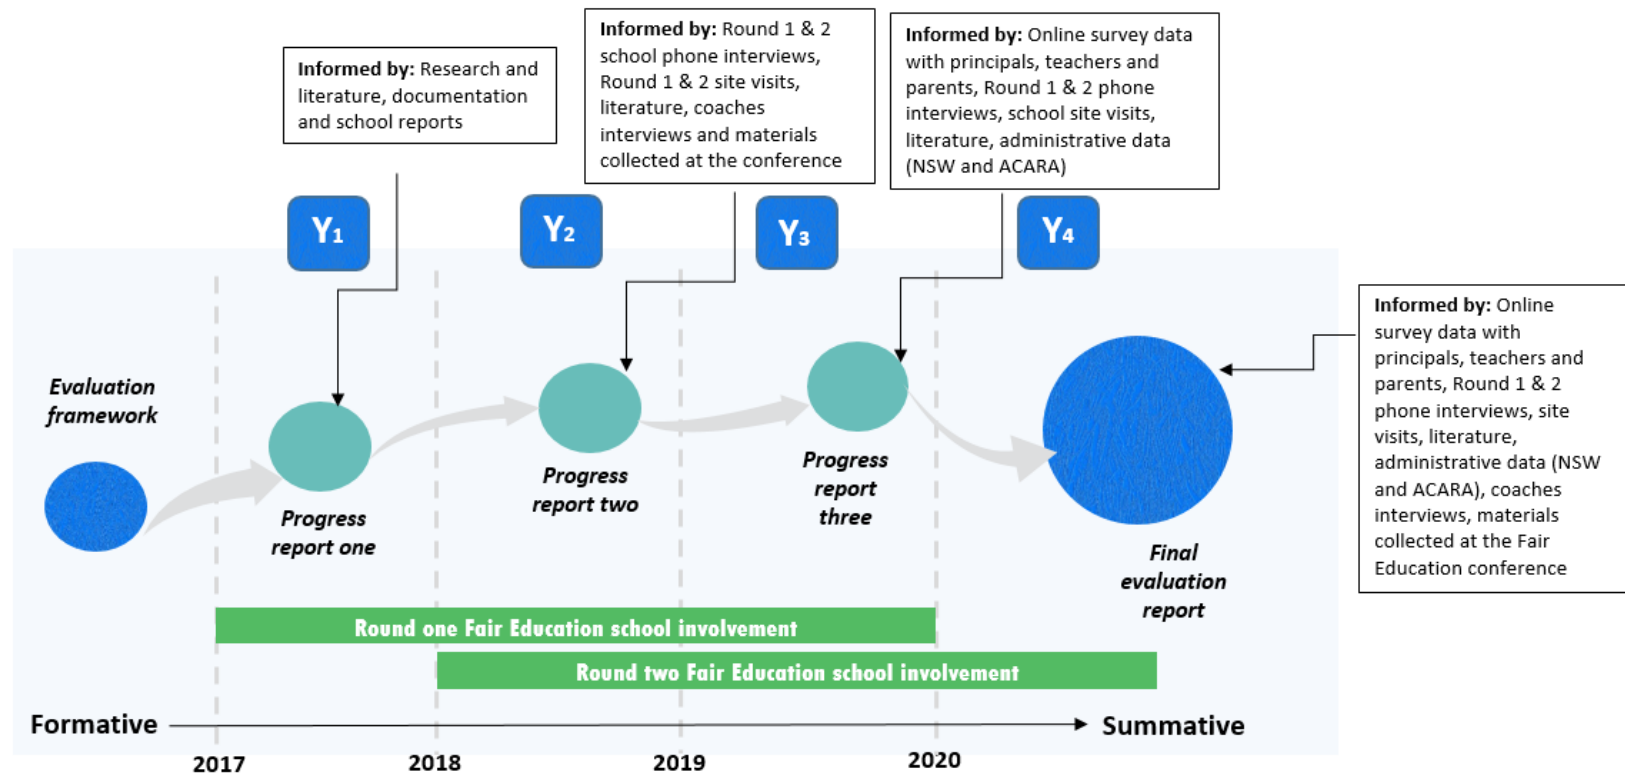 Informed by: Research and
literature, documentation
and school reports
Informed by: Round 1 & 2
school phone interviews,
Round 1 & 2 site visits,
literature, coaches
interviews and materials
collected at the conference
Informed by: Online survey data
with principals, teachers and
parents, Round 1 & 2 phone
interviews, school site visits,
literature, administrative data
(NSW and ACARA)
Y1
Y2
Y3
Y4
Informed by: Online
survey data with
principals, teachers and
parents, Round 1 & 2
phone interviews, site
visits, literature,
administrative data (NSW
and ACARA), coaches
interviews, materials
collected at the Fair
Education conference
Evaluation
framework
Progress
report one
Progress
report two
Progress
report
three
Final
evaluation
report
Round one Fair Education school involvement
Round two Fair Education school involvement
Formative
Summative
2017
2018
2019
2020